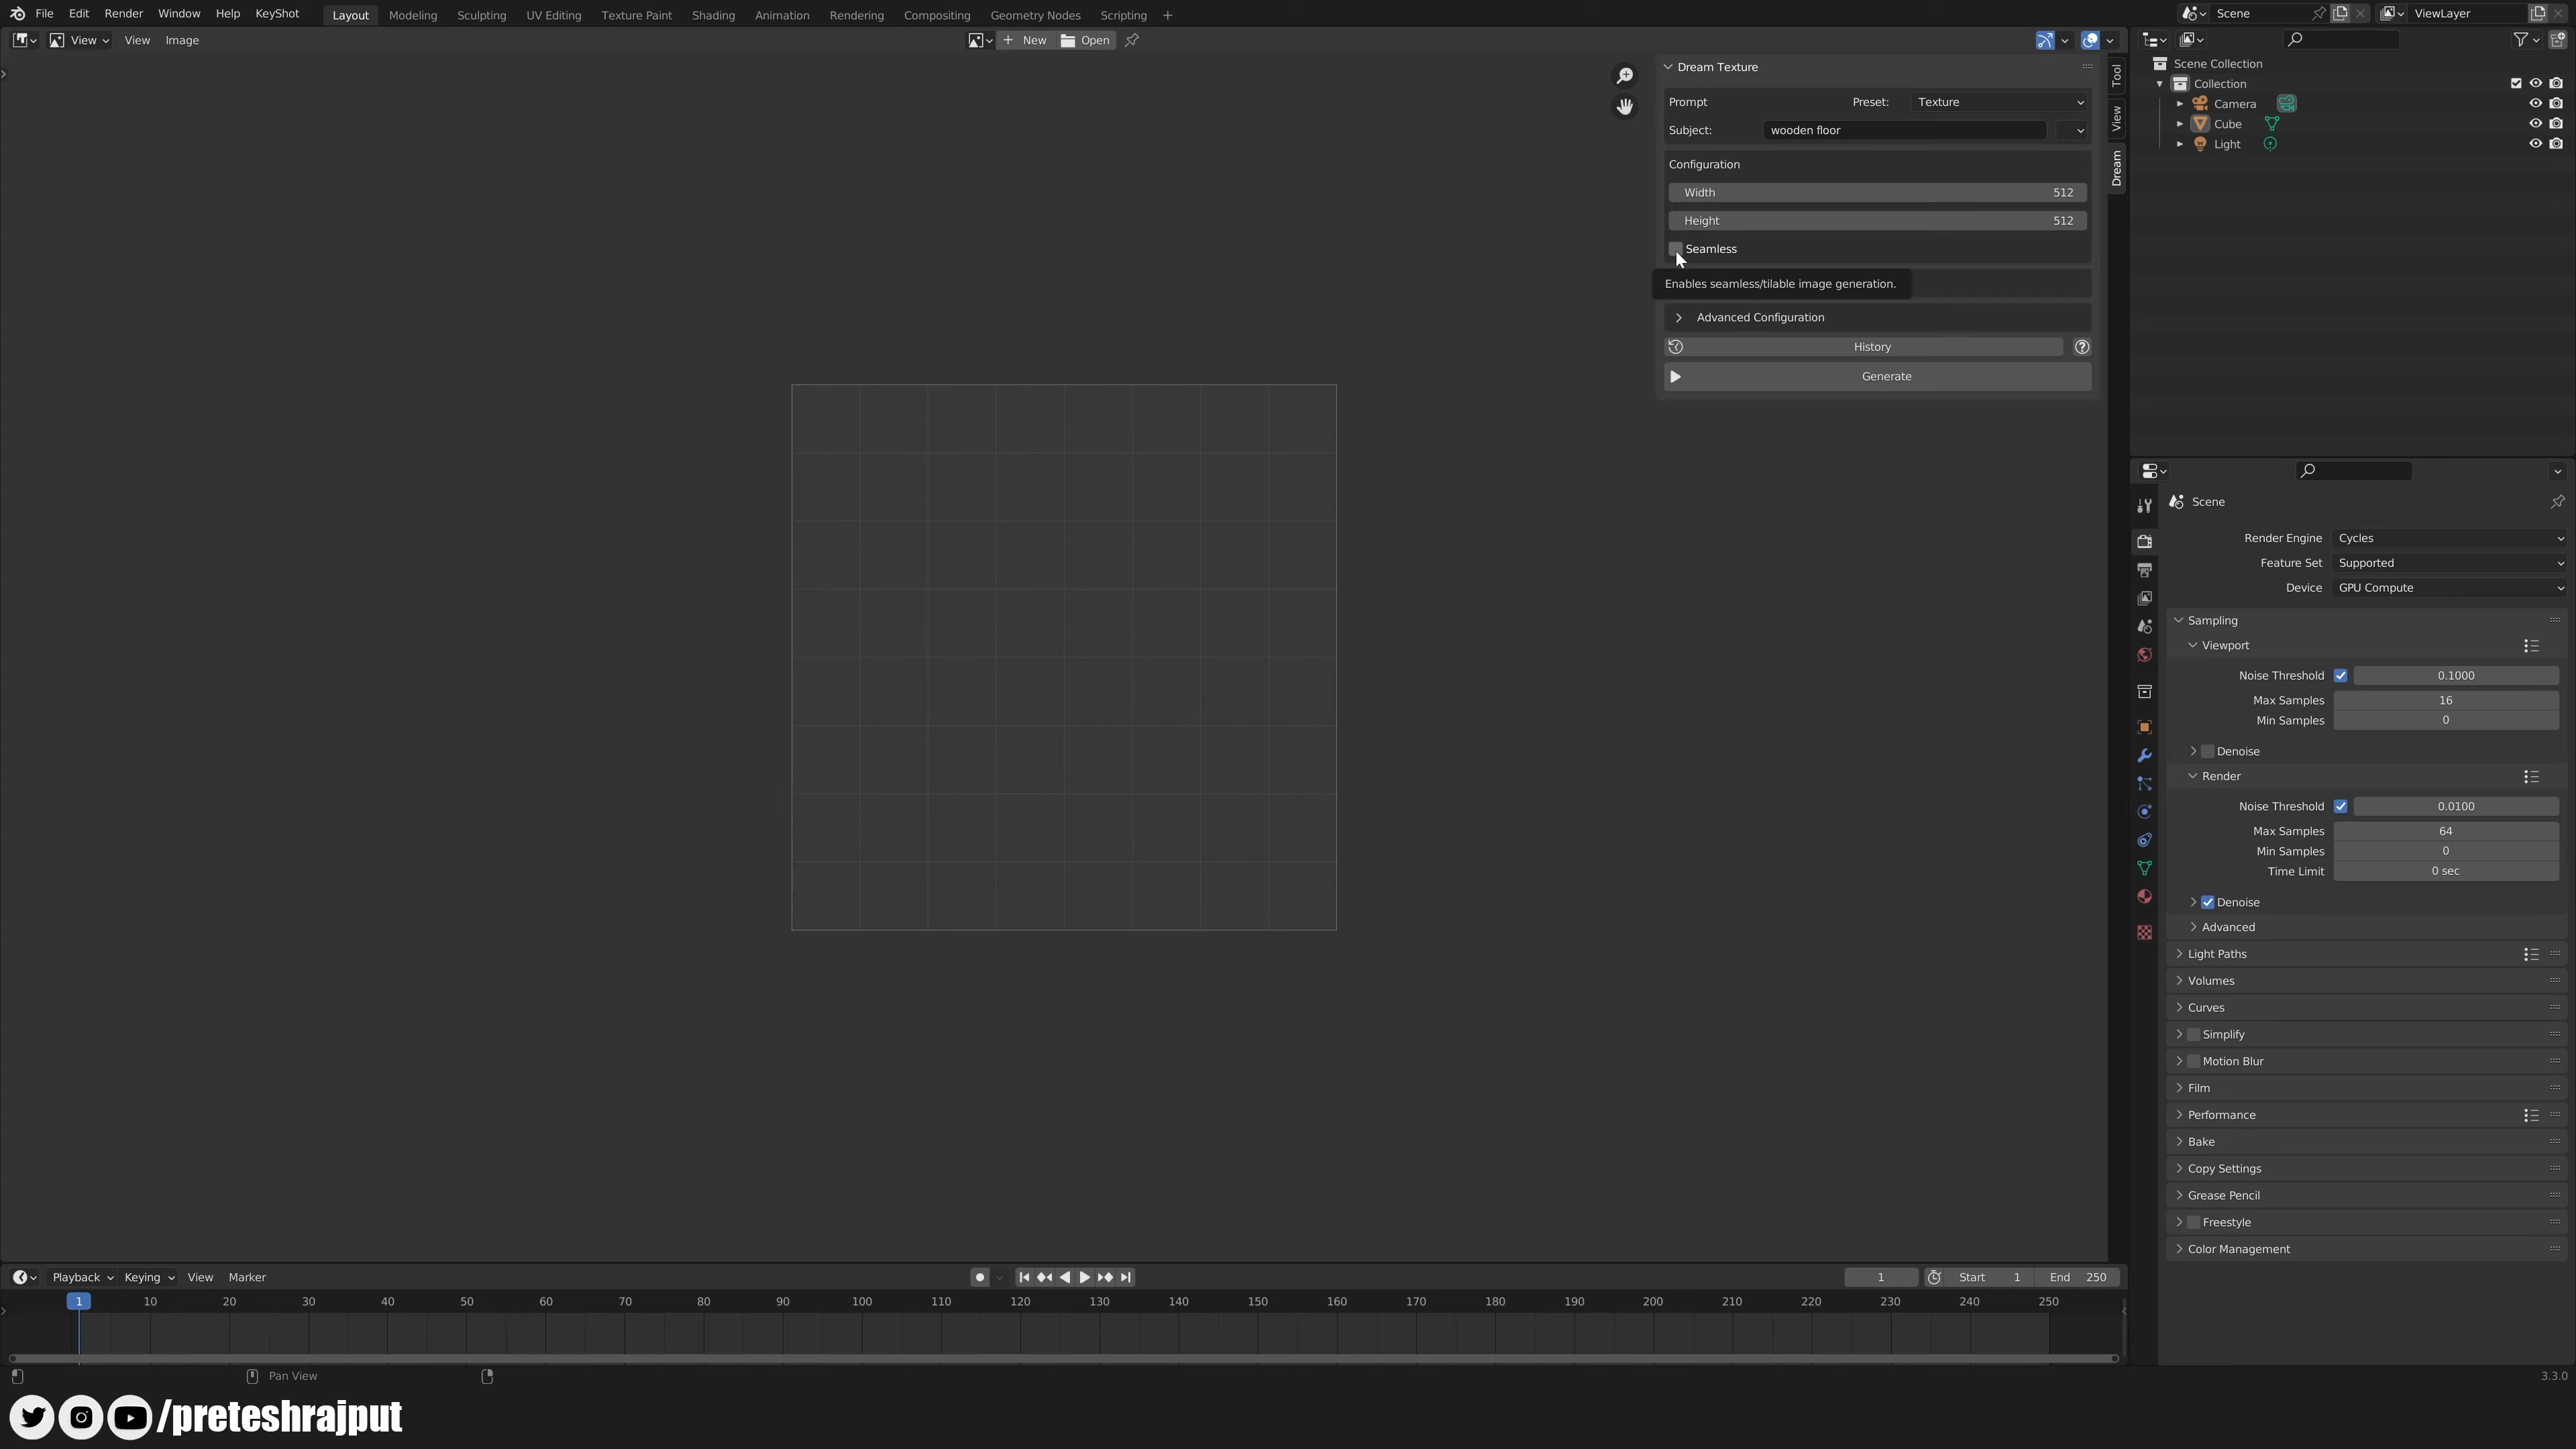 File Edit Render Window Help KeyShot Layout Modeling Sculpting UV Editing Texture Paint Shading Animation Rendering Compositing Geometry Nodes Scripting + Scene ViewLayer
View View Image + New Open
Dream Texture
Prompt Preset: Texture
Subject: wooden floor
Configuration
Width 512
Height 512
Seamless
Enables seamless/tilable image generation.
Advanced Configuration
History
Generate
Tool
View
Dream
Scene Collection
Collection
Camera
Cube
Light
Scene
Render Engine Cycles
Feature Set Supported
Device GPU Compute
Sampling
Viewport
Noise Threshold 0.1000
Max Samples 16
Min Samples 0
Denoise
Render
Noise Threshold 0.0100
Max Samples 64
Min Samples 0
Time Limit 0 sec
Denoise
Advanced
Light Paths
Volumes
Curves
Simplify
Motion Blur
Film
Performance
Bake
Copy Settings
Grease Pencil
Freestyle
Color Management
Playback Keying View Marker 1 Start 1 End 250
1 10 20 30 40 50 60 70 80 90 100 110 120 130 140 150 160 170 180 190 200 210 220 230 240 250
Pan View 3.3.0
/preteshrajput